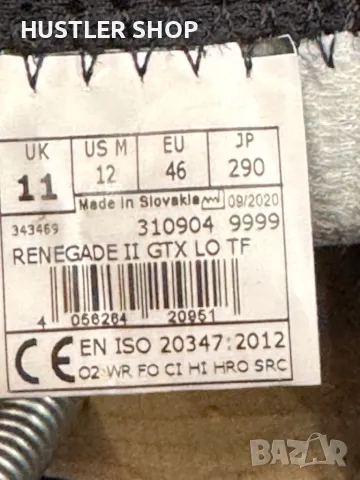 HUSTLER SHOP
UK US M EU JP
11 12 46 290
Made in Slovakia 09/2020
343469 310904 9999
RENEGADE II GTX LO TF
4 056264 20951
CE EN ISO 20347:2012
O2 WR FO CI HI HRO SRC
bazar